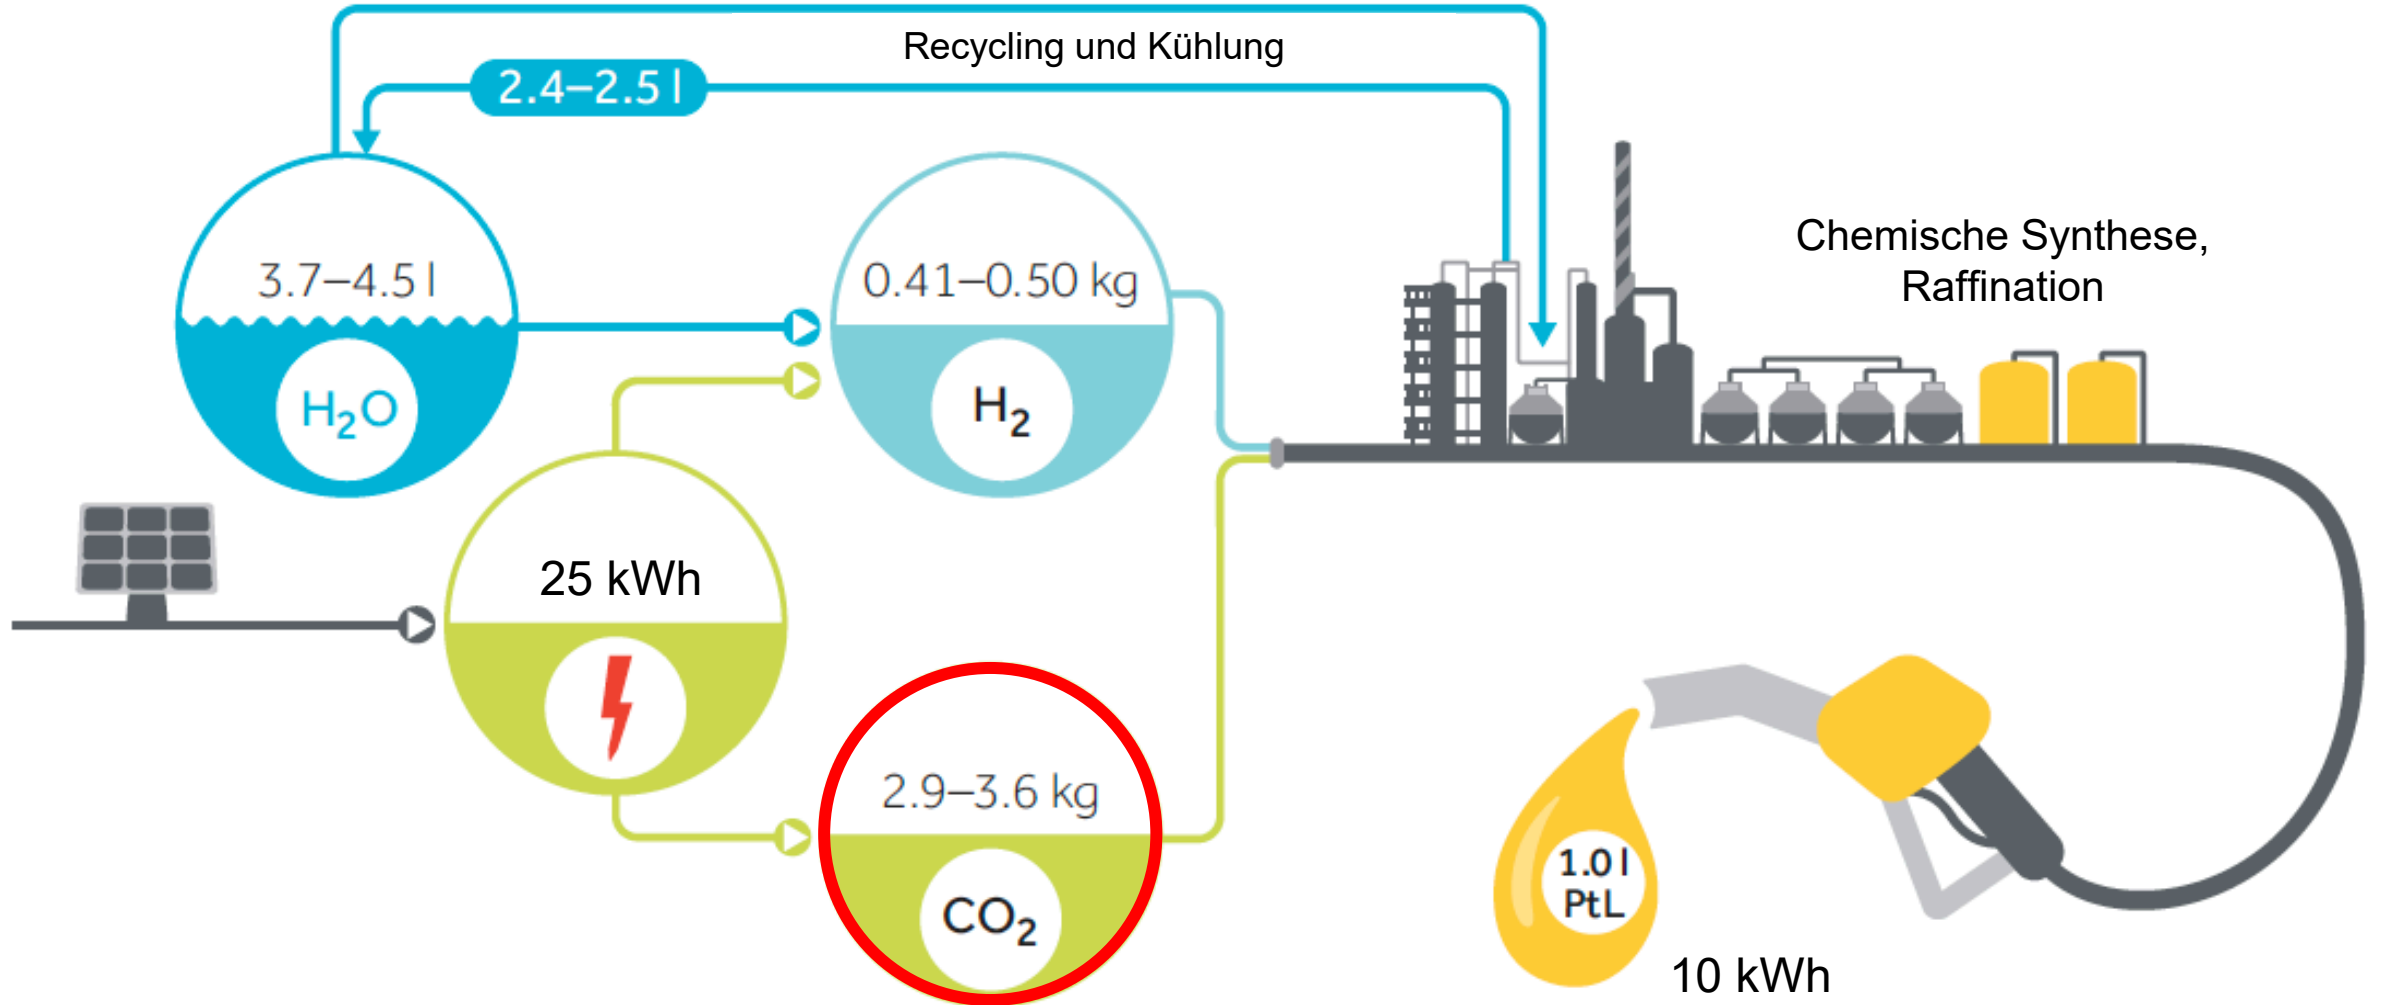 Recycling und Kühlung
2.4–2.5 l
3.7–4.5 l
H₂O
0.41–0.50 kg
H₂
Chemische Synthese,
Raffination
25 kWh
2.9–3.6 kg
CO₂
1.0 l
PtL
10 kWh